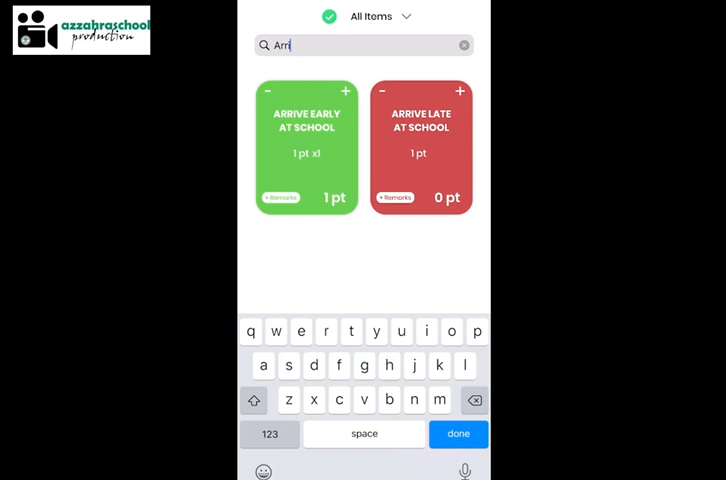 azzahraschool
production
All Items
Arri
- +
ARRIVE EARLY
AT SCHOOL
1 pt x1
+ Remarks
1 pt
- +
ARRIVE LATE
AT SCHOOL
1 pt
+ Remarks
0 pt
q w e r t y u i o p
a s d f g h j k l
z x c v b n m
123 space done